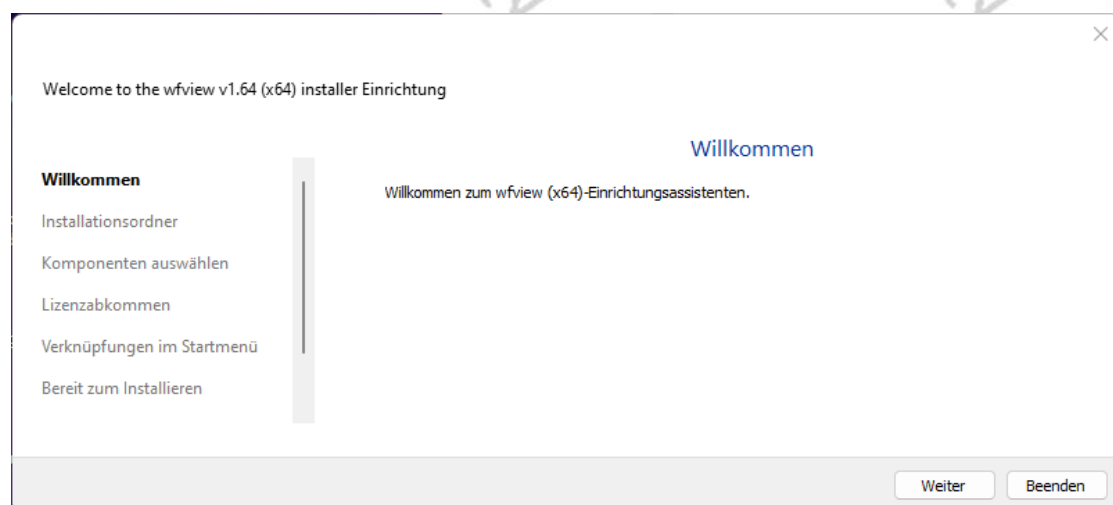 Welcome to the wfview v1.64 (x64) installer Einrichtung
Willkommen
Willkommen
Willkommen zum wfview (x64)-Einrichtungsassistenten.
Installationsordner
Komponenten auswählen
Lizenzabkommen
Verknüpfungen im Startmenü
Bereit zum Installieren
Weiter
Beenden